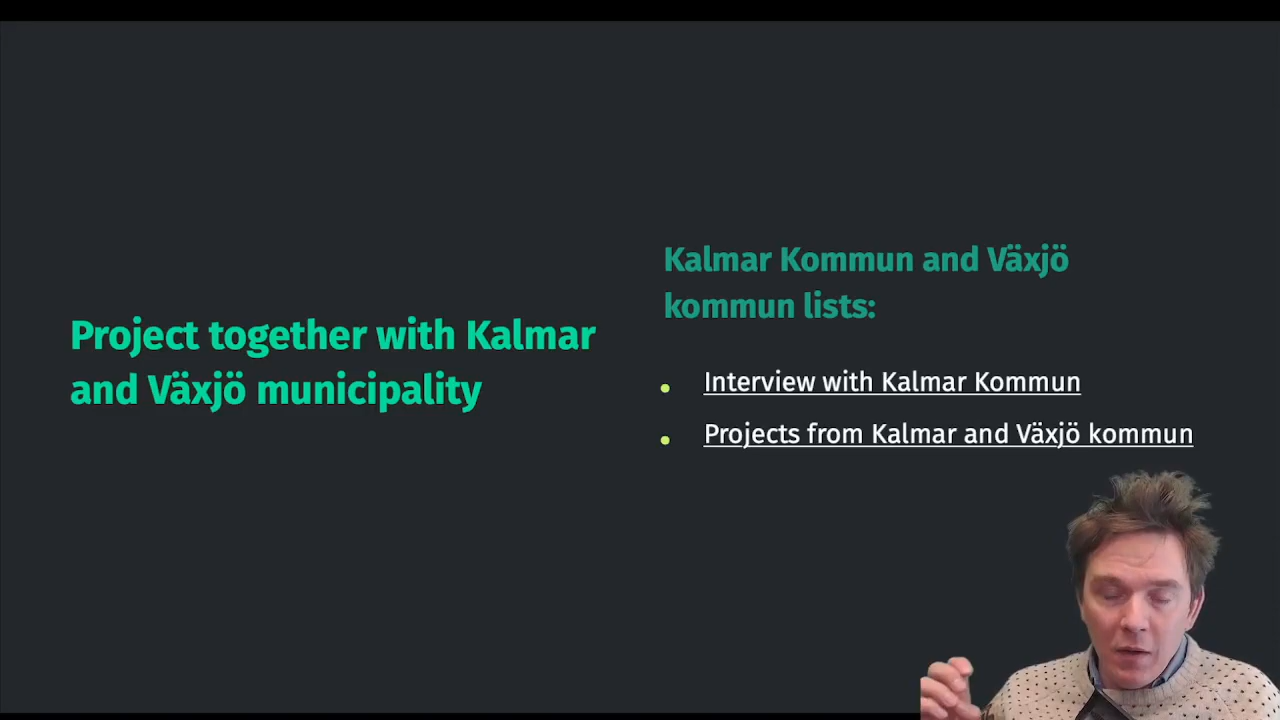 Project together with Kalmar
and Växjö municipality
Kalmar Kommun and Växjö
kommun lists:
Interview with Kalmar Kommun
Projects from Kalmar and Växjö kommun